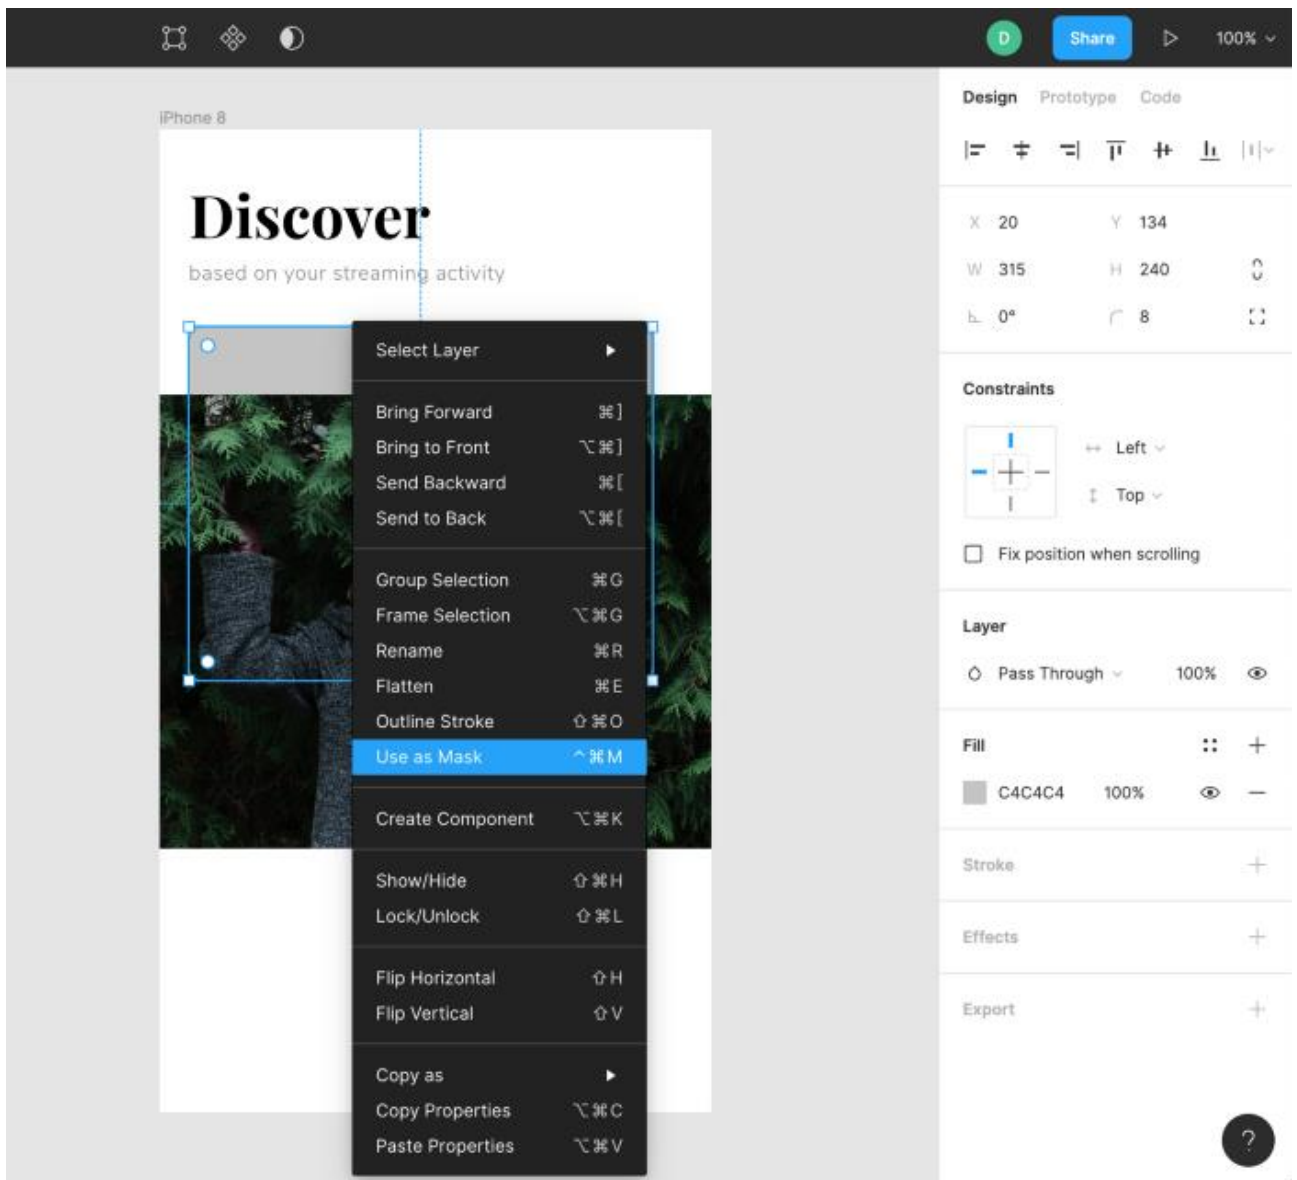 D
Share
100%
Design Prototype Code
iPhone 8
Discover
based on your streaming activity
X 20 Y 134
W 315 H 240
0° 8
Constraints
Left
Top
Fix position when scrolling
Layer
Pass Through 100%
Fill
C4C4C4 100%
Stroke
Effects
Export
?
Select Layer
Bring Forward ⌘]
Bring to Front ⌥⌘]
Send Backward ⌘[
Send to Back ⌥⌘[
Group Selection ⌘G
Frame Selection ⌥⌘G
Rename ⌘R
Flatten ⌘E
Outline Stroke ⇧⌘O
Use as Mask ^⌘M
Create Component ⌥⌘K
Show/Hide ⇧⌘H
Lock/Unlock ⇧⌘L
Flip Horizontal ⇧H
Flip Vertical ⇧V
Copy as
Copy Properties ⌥⌘C
Paste Properties ⌥⌘V